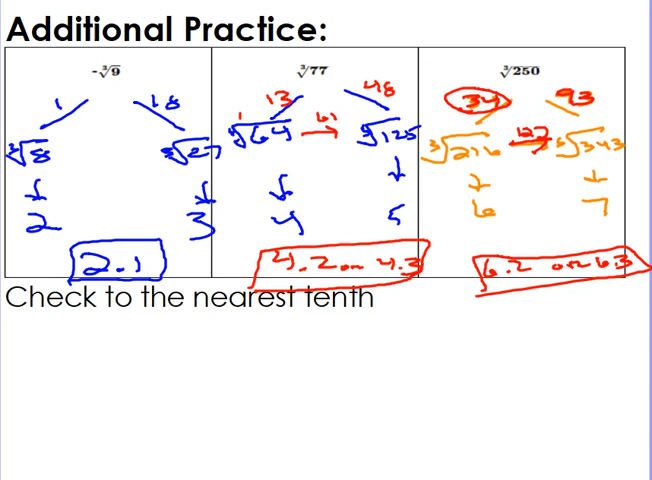 Additional Practice:
-∛9 ∛77 ∛250
1 18 13 48 34 93
∛8 ∛27 ∛64 61 ∛125 ∛216 127 ∛343
2 3 4 5 6 7
2.1 4.2 or 4.3 6.2 or 6.3
Check to the nearest tenth